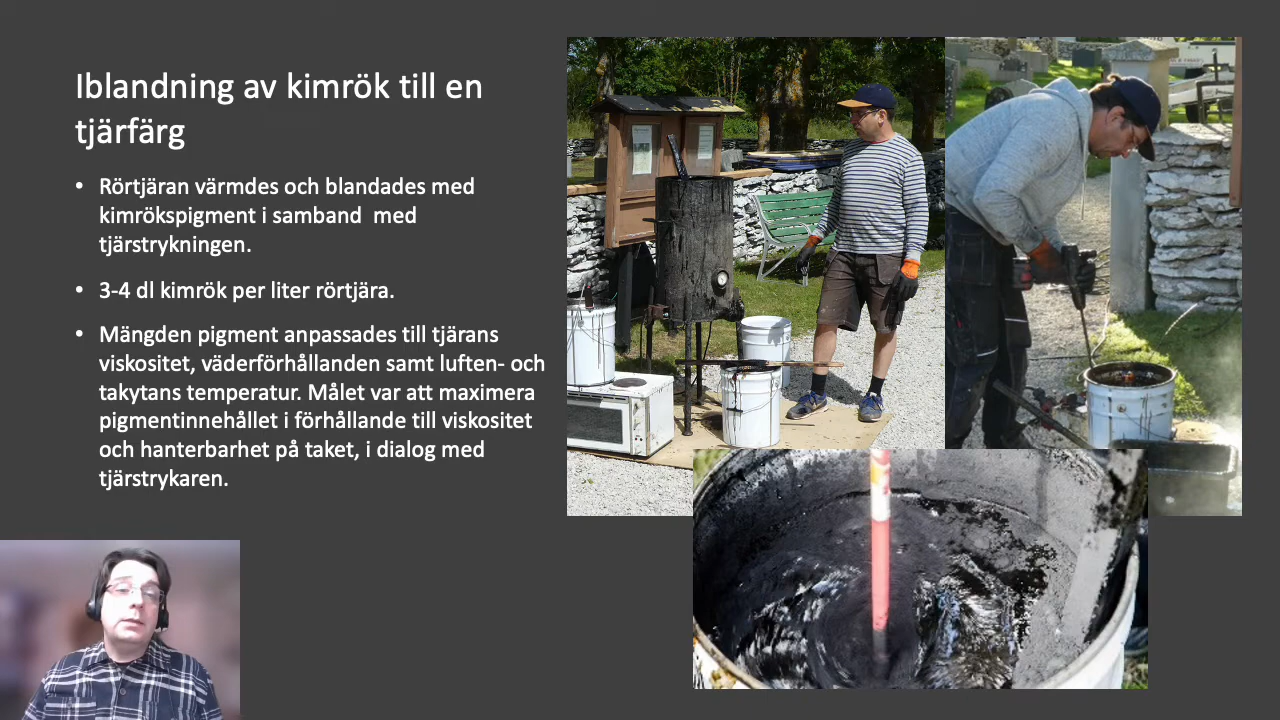 Iblandning av kimrök till en
tjärfärg
• Rörtjäran värmdes och blandades med
kimrökspigment i samband med
tjärstrykningen.
• 3-4 dl kimrök per liter rörtjära.
• Mängden pigment anpassades till tjärans
viskositet, väderförhållanden samt luften- och
takytans temperatur. Målet var att maximera
pigmentinnehållet i förhållande till viskositet
och hanterbarhet på taket, i dialog med
tjärstrykaren.